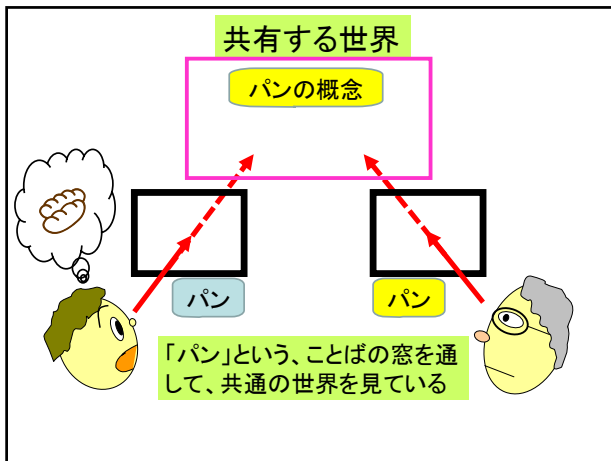 共有する世界
パンの概念
パン
パン
「パン」という、ことばの窓を通
して、共通の世界を見ている